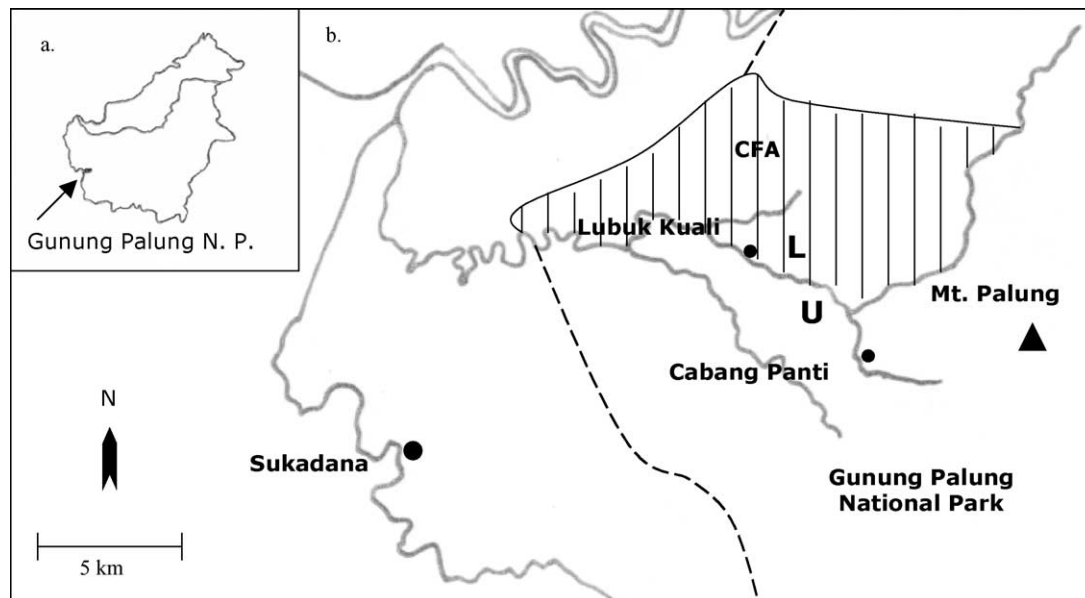 a.
Gunung Palung N. P.
b.
CFA
Lubuk Kuali
L
U
Mt. Palung
Cabang Panti
N
Sukadana
Gunung Palung
National Park
5 km